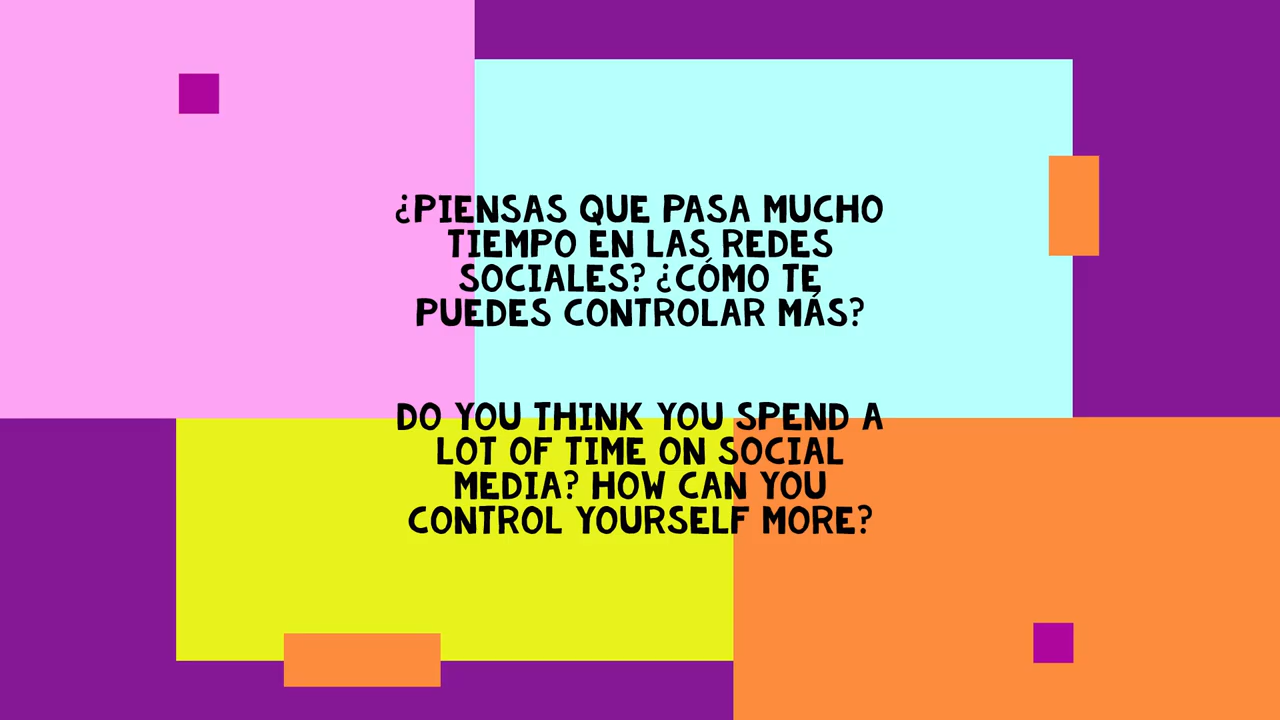 ¿PIENSAS QUE PASA MUCHO
TIEMPO EN LAS REDES
SOCIALES? ¿CÓMO TE
PUEDES CONTROLAR MÁS?
DO YOU THINK YOU SPEND A
LOT OF TIME ON SOCIAL
MEDIA? HOW CAN YOU
CONTROL YOURSELF MORE?